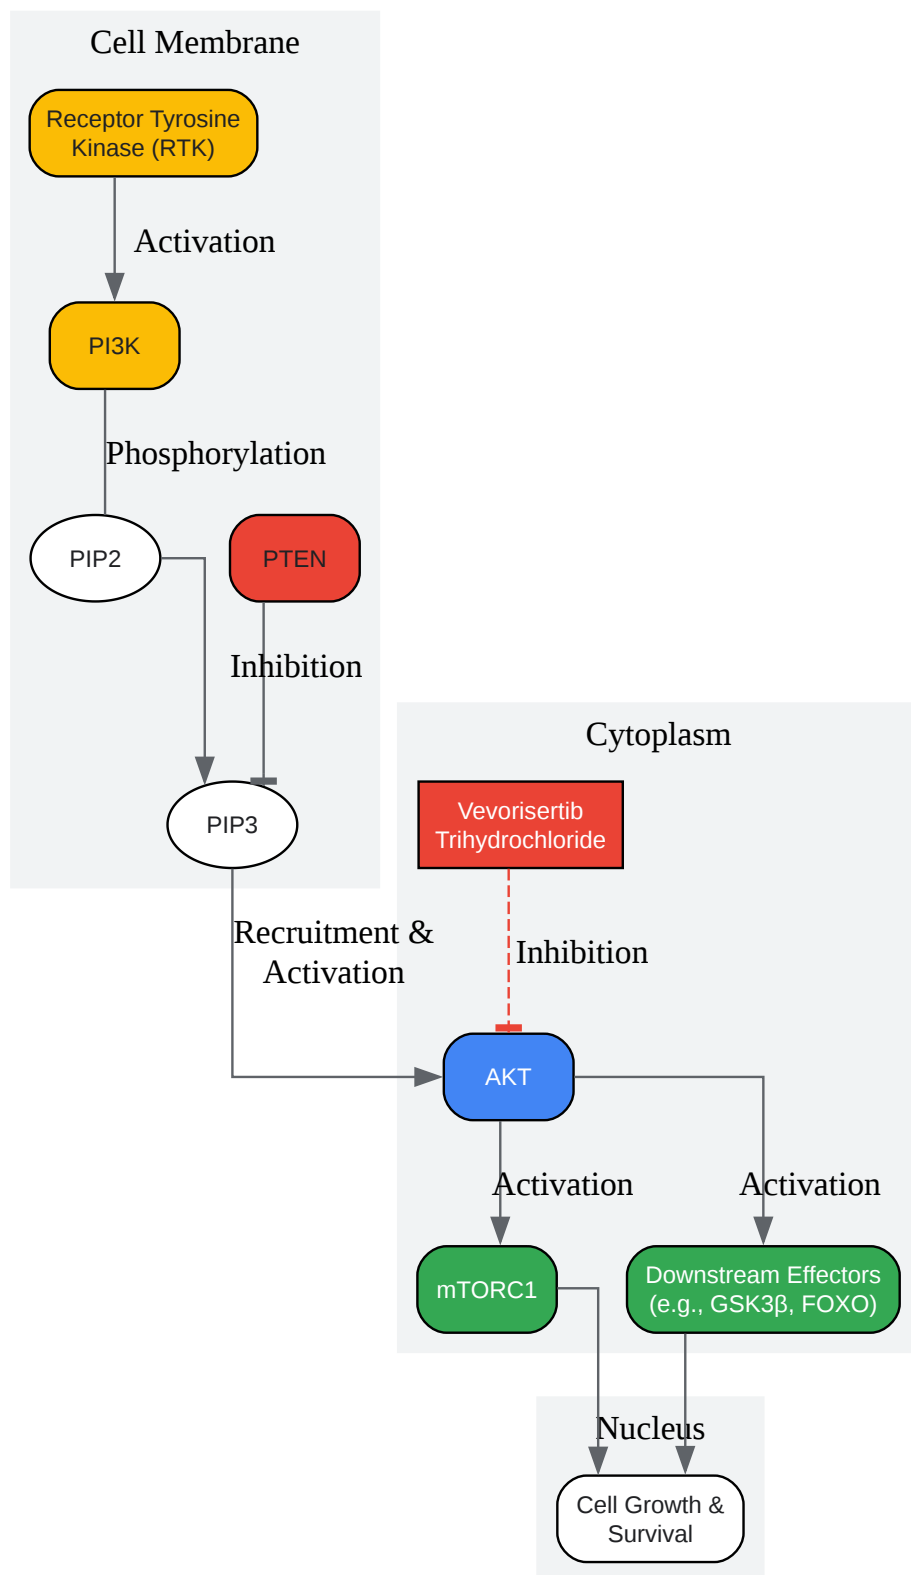 Cell Membrane
Receptor Tyrosine
Kinase (RTK)
Activation
PI3K
Phosphorylation
PIP2
PTEN
Inhibition
PIP3
Recruitment &
Activation
Cytoplasm
Vevorisertib
Trihydrochloride
Inhibition
AKT
Activation
Activation
mTORC1
Downstream Effectors
(e.g., GSK3β, FOXO)
Nucleus
Cell Growth &
Survival